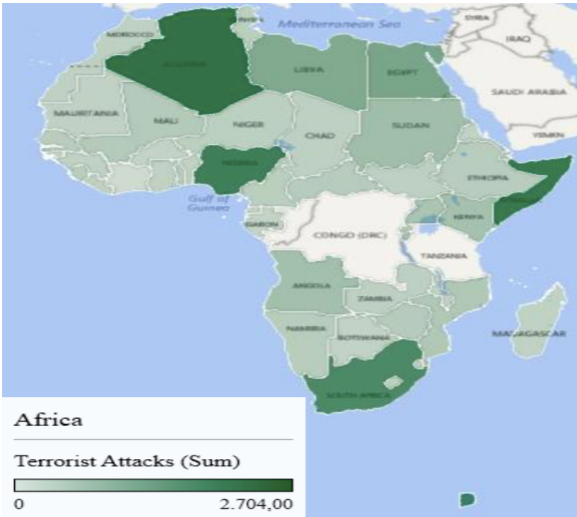 Mediterranean Sea
SYRIA
IRAQ
TUNISIA
MOROCCO
ALGERIA
LIBYA
EGYPT
SAUDI ARABIA
MAURITANIA
MALI
NIGER
CHAD
SUDAN
YEMEN
NIGERIA
ETHIOPIA
Gulf of
Guinea
GABON
KENYA
CONGO (DRC)
TANZANIA
ANGOLA
ZAMBIA
NAMIBIA
BOTSWANA
MADAGASCAR
SOUTH AFRICA
Africa
Terrorist Attacks (Sum)
0 2.704,00